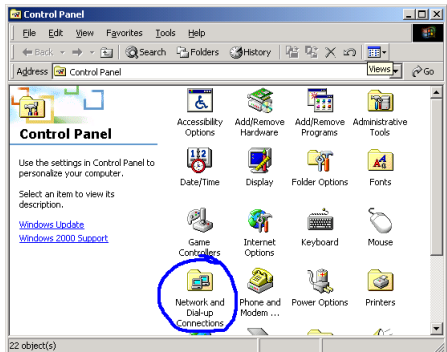 Control Panel
File Edit View Favorites Tools Help
Back Search Folders History
Address Control Panel Views Go
Control Panel
Use the settings in Control Panel to
personalize your computer.
Select an item to view its
description.
Windows Update
Windows 2000 Support
Accessibility Options
Add/Remove Hardware
Add/Remove Programs
Administrative Tools
Date/Time
Display
Folder Options
Fonts
Game Controllers
Internet Options
Keyboard
Mouse
Network and Dial-up Connections
Phone and Modem ...
Power Options
Printers
22 object(s)